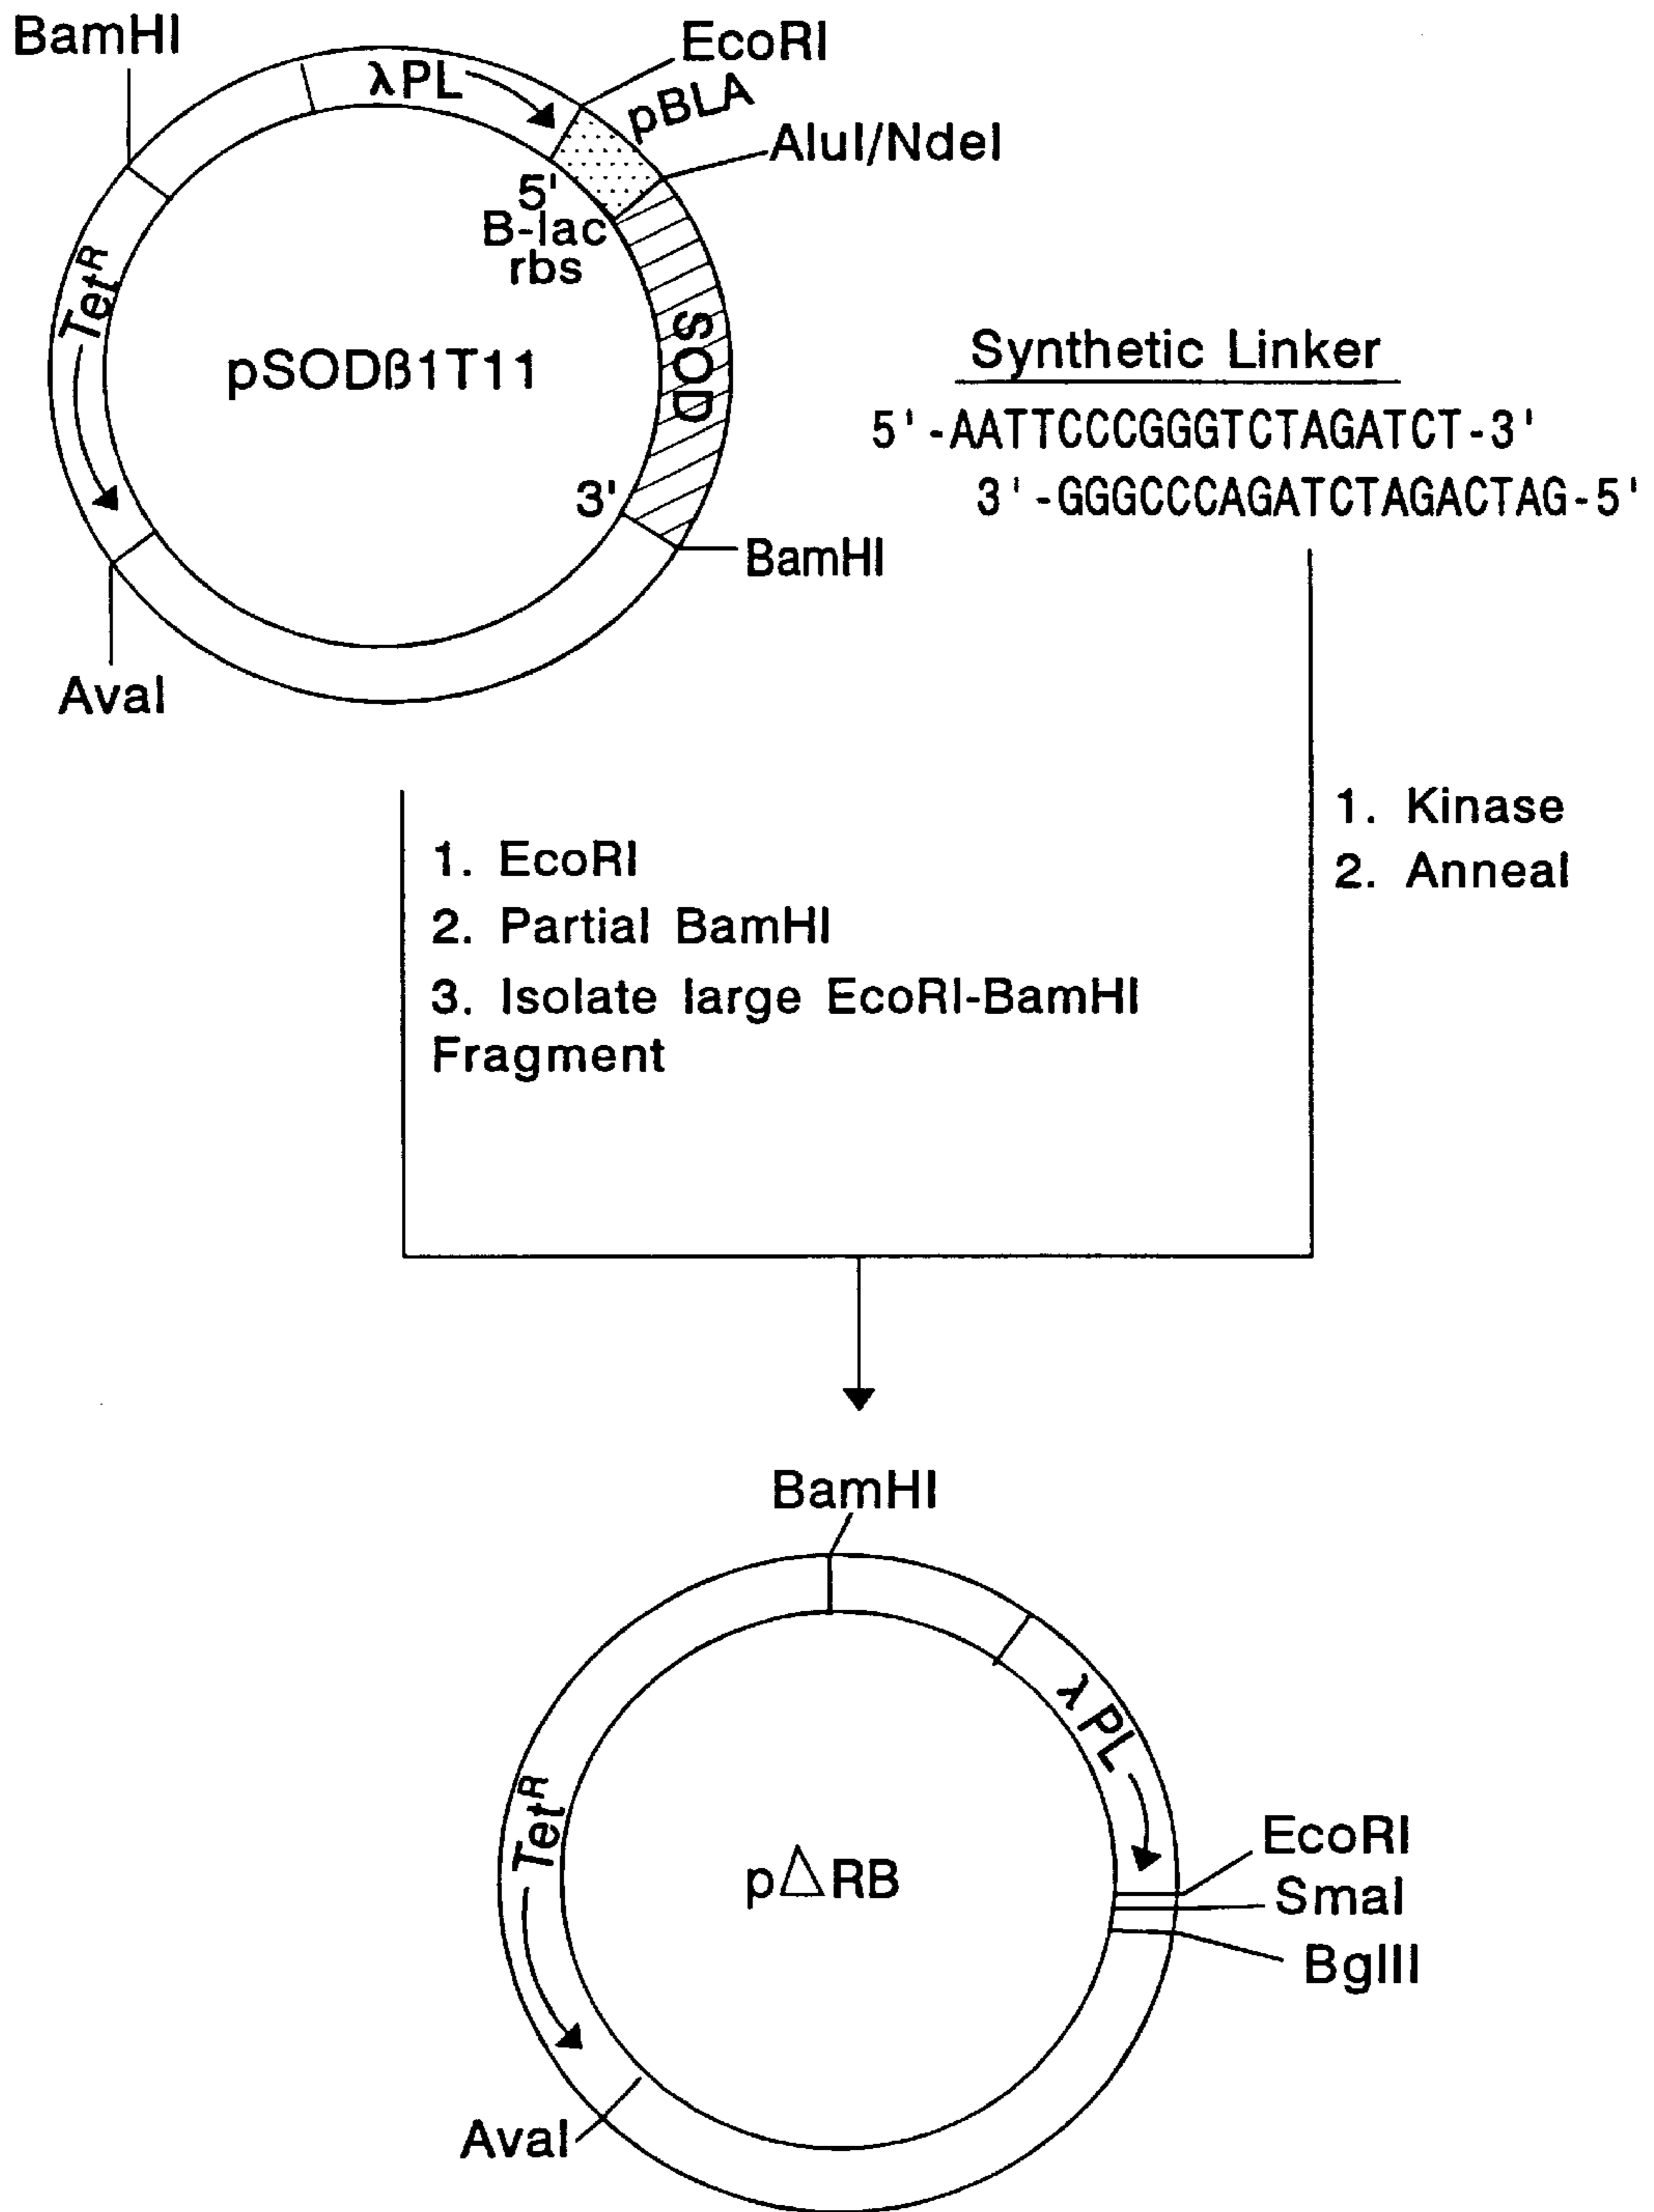 BamHI
λPL
EcoRI
pBLA
AluI/NdeI
5'
B-lac
rbs
TetR
pSODβ1T11
SOD
3'
BamHI
AvaI
Synthetic Linker
5'-AATTCCCGGGTCTAGATCT-3'
3'-GGGCCCAGATCTAGACTAG-5'
1. EcoRI
2. Partial BamHI
3. Isolate large EcoRI-BamHI
Fragment
1. Kinase
2. Anneal
BamHI
λPL
TetR
p△RB
EcoRI
SmaI
BglII
AvaI